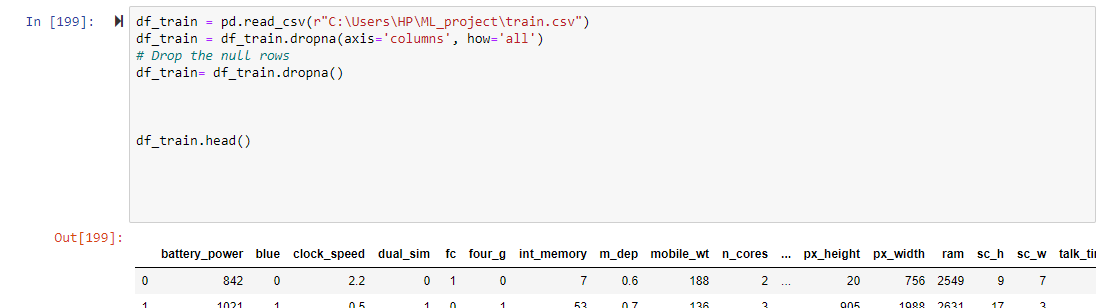 In [199]:
df_train = pd.read_csv(r"C:\Users\HP\ML_project\train.csv")
df_train = df_train.dropna(axis='columns', how='all')
# Drop the null rows
df_train= df_train.dropna()
df_train.head()
Out[199]:
battery_power blue clock_speed dual_sim fc four_g int_memory m_dep mobile_wt n_cores ... px_height px_width ram sc_h sc_w
0 842 0 2.2 0 1 0 7 0.6 188 2 ... 20 756 2549 9 7
1 1021 1 0.5 1 0 1 53 0.7 136 3 905 1988 2631 17 3